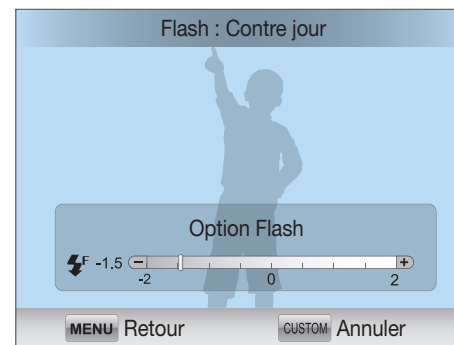 Flash : Contre jour
Option Flash
F -1.5 - +
-2 0 2
MENU Retour CUSTOM Annuler